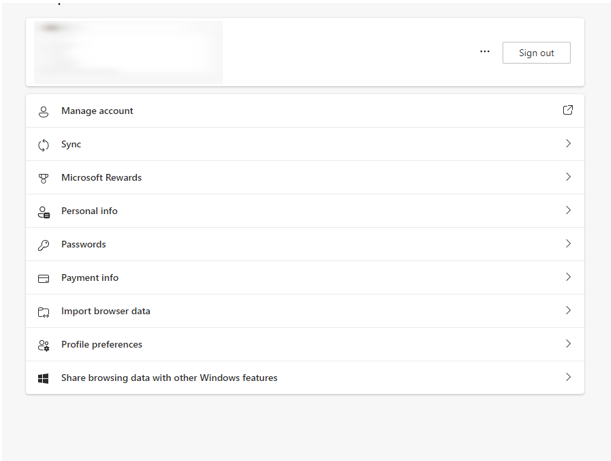 Sign out
Manage account
Sync
Microsoft Rewards
Personal info
Passwords
Payment info
Import browser data
Profile preferences
Share browsing data with other Windows features